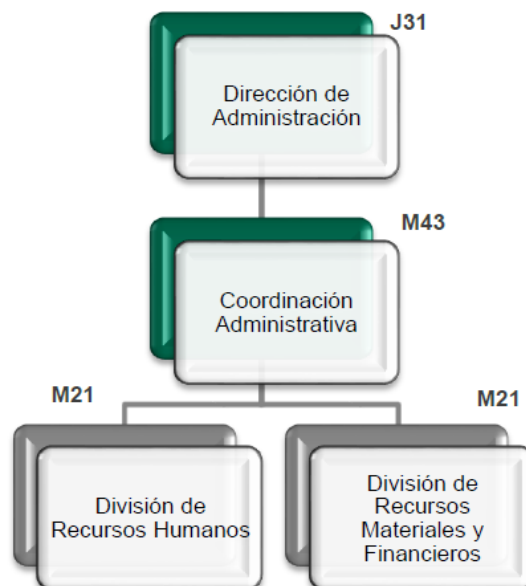 J31
Dirección de
Administración
M43
Coordinación
Administrativa
M21
M21
División de
Recursos Humanos
División de
Recursos
Materiales y
Financieros